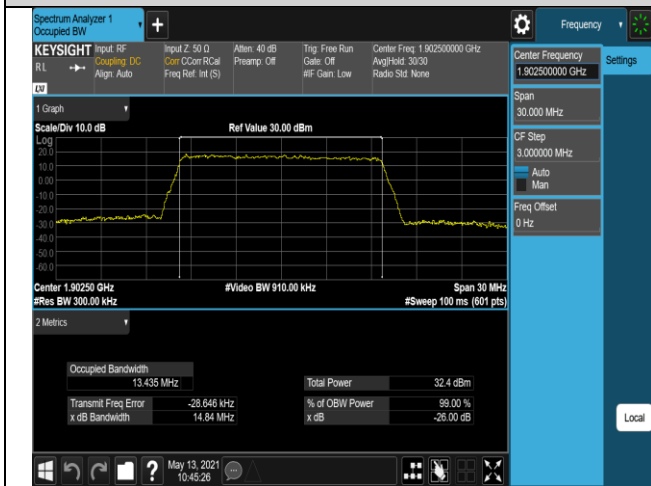 Spectrum Analyzer 1
Occupied BW
+
Frequency
KEYSIGHT
Input: RF
Input Z: 50 Ω
Atten: 40 dB
Trig: Free Run
Center Freq: 1.902500000 GHz
RL
Coupling: DC
Corr CCorr RCal
Preamp: Off
Gate: Off
Avg|Hold: 30/30
Align: Auto
Freq Ref: Int (S)
#IF Gain: Low
Radio Std: None
LXI
Center Frequency
1.902500000 GHz
Settings
Span
30.000 MHz
CF Step
3.000000 MHz
Auto
Man
Freq Offset
0 Hz
1 Graph
Scale/Div 10.0 dB
Ref Value 30.00 dBm
Log
20.0
10.0
0.00
-10.0
-20.0
-30.0
-40.0
-50.0
-60.0
Center 1.90250 GHz
#Video BW 910.00 kHz
Span 30 MHz
#Res BW 300.00 kHz
#Sweep 100 ms (601 pts)
2 Metrics
Occupied Bandwidth
13.435 MHz
Total Power
32.4 dBm
Transmit Freq Error
-28.646 kHz
% of OBW Power
99.00 %
x dB Bandwidth
14.84 MHz
x dB
-26.00 dB
Local
?
May 13, 2021
10:45:26